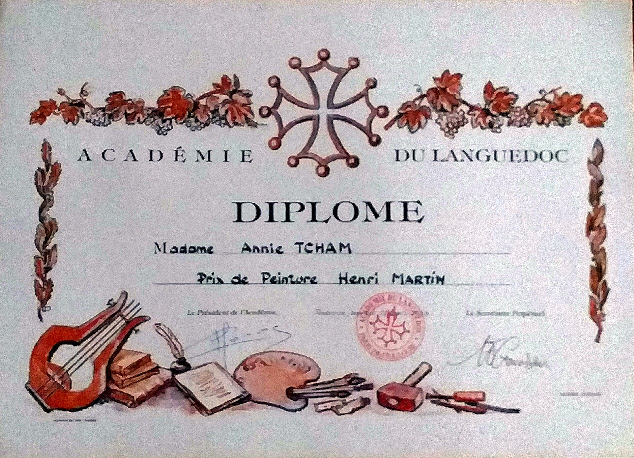 ACADÉMIE DU LANGUEDOC
DIPLOME
Madame Annie TCHAM
Prix de Peinture Henri MARTIN
Le Président de l'Académie, Le Secrétaire Perpétuel,